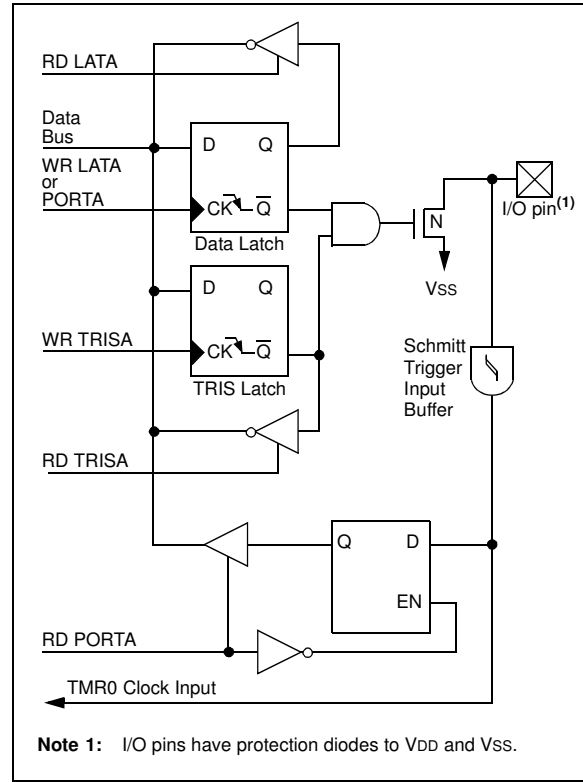 RD LATA
Data
Bus
D Q
WR LATA
or
PORTA
CK Q
Data Latch
N
I/O pin(1)
VSS
D Q
WR TRISA
CK Q
TRIS Latch
Schmitt
Trigger
Input
Buffer
RD TRISA
Q D
EN
RD PORTA
TMR0 Clock Input
Note 1: I/O pins have protection diodes to VDD and VSS.